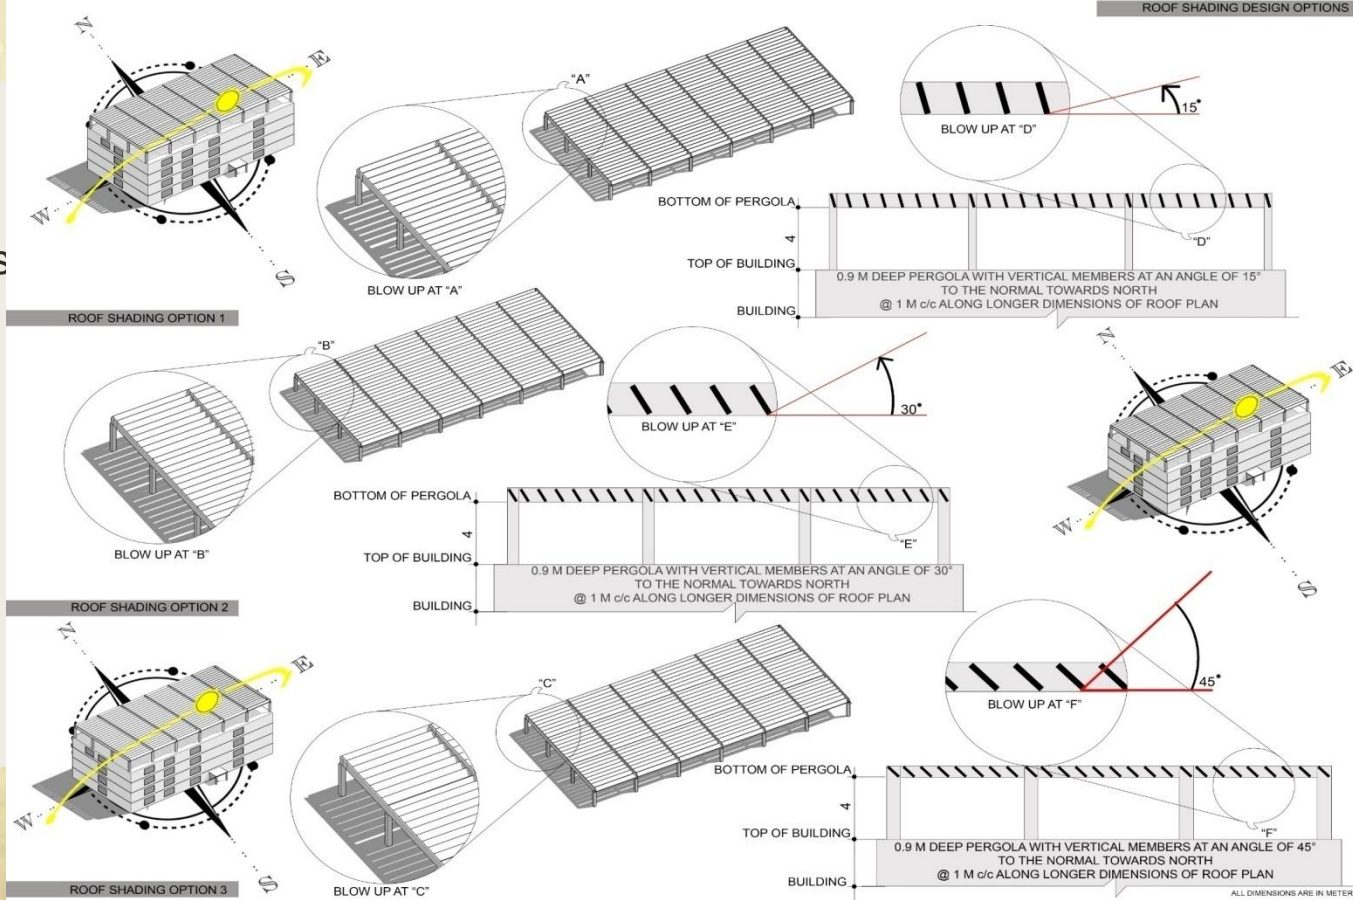 ROOF SHADING DESIGN OPTIONS
N
E
W
S
"A"
BLOW UP AT "A"
BLOW UP AT "D"
15°
BOTTOM OF PERGOLA
4
"D"
TOP OF BUILDING
0.9 M DEEP PERGOLA WITH VERTICAL MEMBERS AT AN ANGLE OF 15°
TO THE NORMAL TOWARDS NORTH
@ 1 M c/c ALONG LONGER DIMENSIONS OF ROOF PLAN
BUILDING
ROOF SHADING OPTION 1
"B"
BLOW UP AT "B"
30°
BLOW UP AT "E"
BOTTOM OF PERGOLA
4
"E"
TOP OF BUILDING
0.9 M DEEP PERGOLA WITH VERTICAL MEMBERS AT AN ANGLE OF 30°
TO THE NORMAL TOWARDS NORTH
@ 1 M c/c ALONG LONGER DIMENSIONS OF ROOF PLAN
BUILDING
N
E
W
S
ROOF SHADING OPTION 2
N
E
W
S
"C"
BLOW UP AT "C"
45°
BLOW UP AT "F"
BOTTOM OF PERGOLA
4
"F"
TOP OF BUILDING
0.9 M DEEP PERGOLA WITH VERTICAL MEMBERS AT AN ANGLE OF 45°
TO THE NORMAL TOWARDS NORTH
@ 1 M c/c ALONG LONGER DIMENSIONS OF ROOF PLAN
BUILDING
ROOF SHADING OPTION 3
ALL DIMENSIONS ARE IN METER